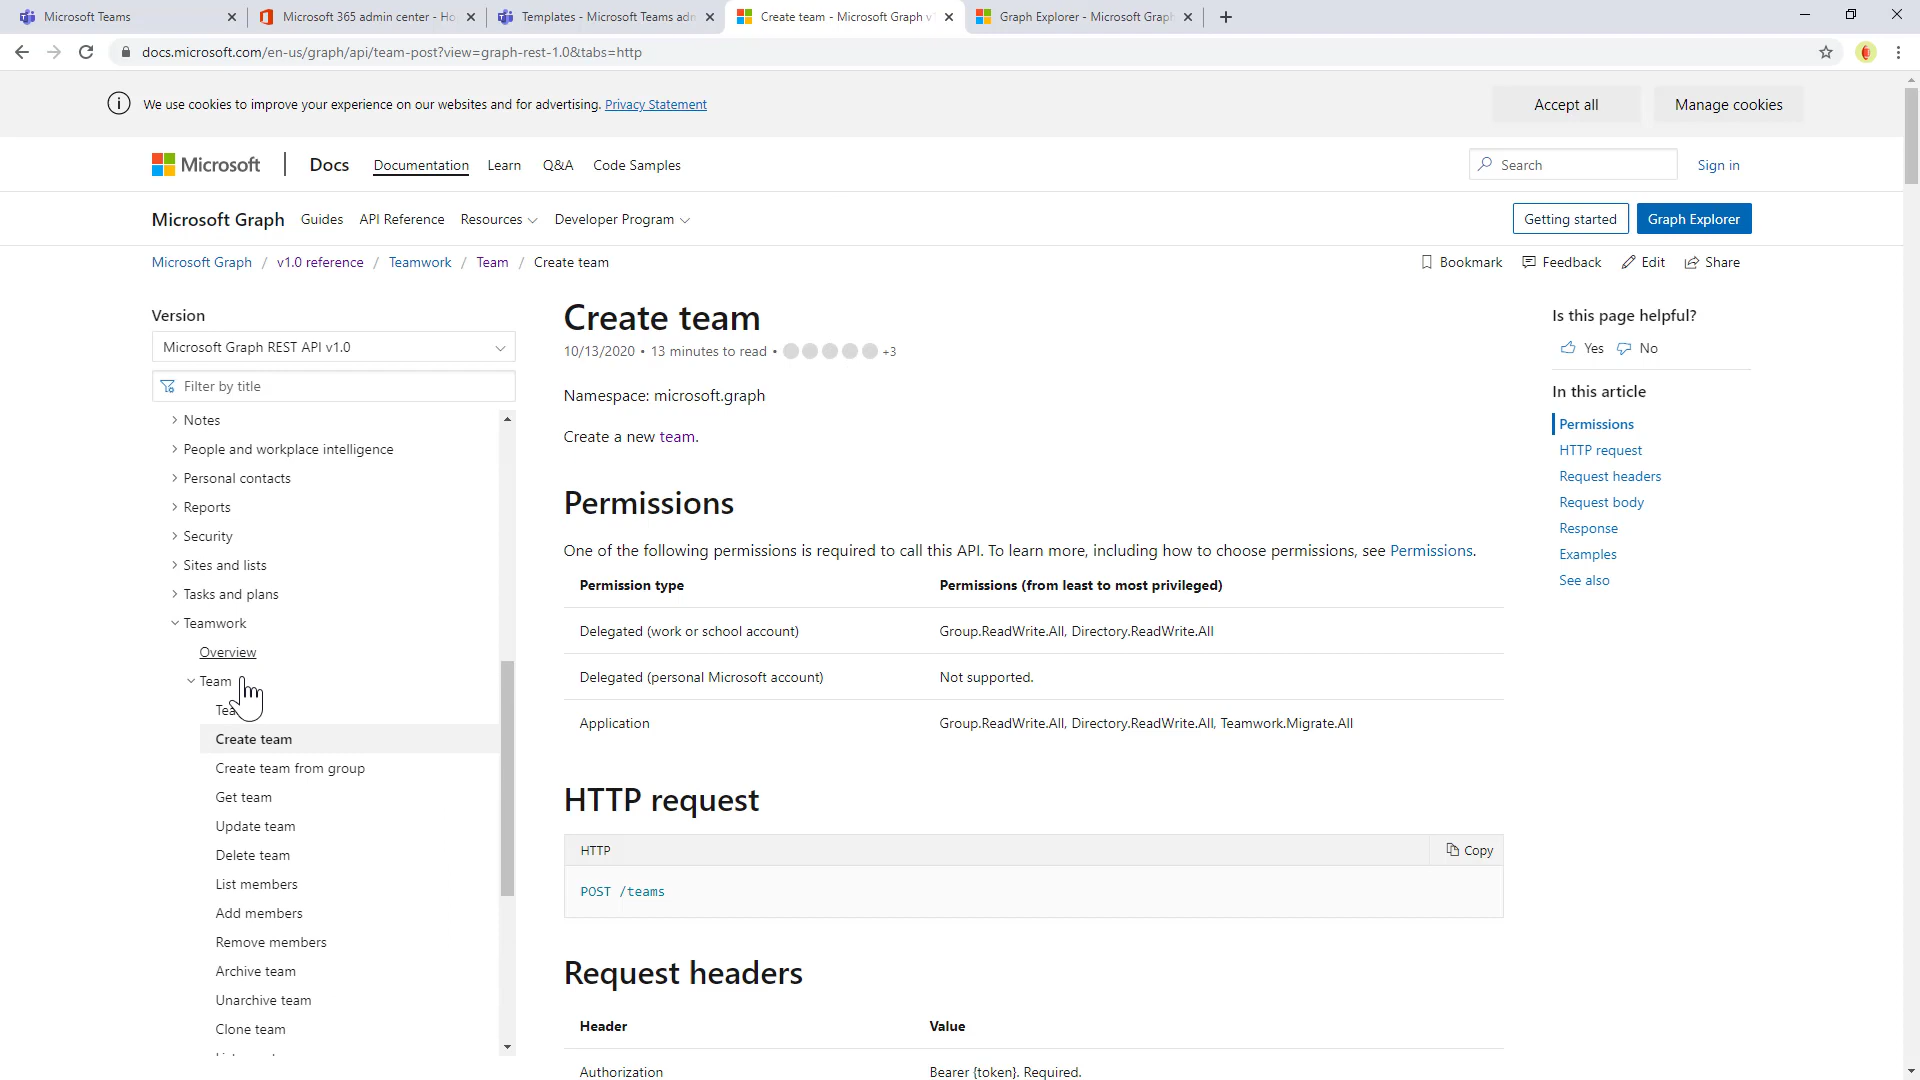 Microsoft Teams
Microsoft 365 admin center - Ho
Templates - Microsoft Teams adm
Create team - Microsoft Graph v1
Graph Explorer - Microsoft Graph
docs.microsoft.com/en-us/graph/api/team-post?view=graph-rest-1.0&tabs=http
We use cookies to improve your experience on our websites and for advertising. Privacy Statement
Accept all
Manage cookies
Microsoft
Docs
Documentation
Learn
Q&A
Code Samples
Search
Sign in
Microsoft Graph
Guides
API Reference
Resources
Developer Program
Getting started
Graph Explorer
Microsoft Graph / v1.0 reference / Teamwork / Team / Create team
Bookmark
Feedback
Edit
Share
Version
Microsoft Graph REST API v1.0
Filter by title
Notes
People and workplace intelligence
Personal contacts
Reports
Security
Sites and lists
Tasks and plans
Teamwork
Overview
Team
Create team
Create team from group
Get team
Update team
Delete team
List members
Add members
Remove members
Archive team
Unarchive team
Clone team
Create team
10/13/2020 • 13 minutes to read • +3
Namespace: microsoft.graph
Create a new team.
Permissions
One of the following permissions is required to call this API. To learn more, including how to choose permissions, see Permissions.
Permission type
Permissions (from least to most privileged)
Delegated (work or school account)
Group.ReadWrite.All, Directory.ReadWrite.All
Delegated (personal Microsoft account)
Not supported.
Application
Group.ReadWrite.All, Directory.ReadWrite.All, Teamwork.Migrate.All
HTTP request
HTTP
Copy
POST /teams
Request headers
Header
Value
Authorization
Bearer {token}. Required.
Is this page helpful?
Yes
No
In this article
Permissions
HTTP request
Request headers
Request body
Response
Examples
See also